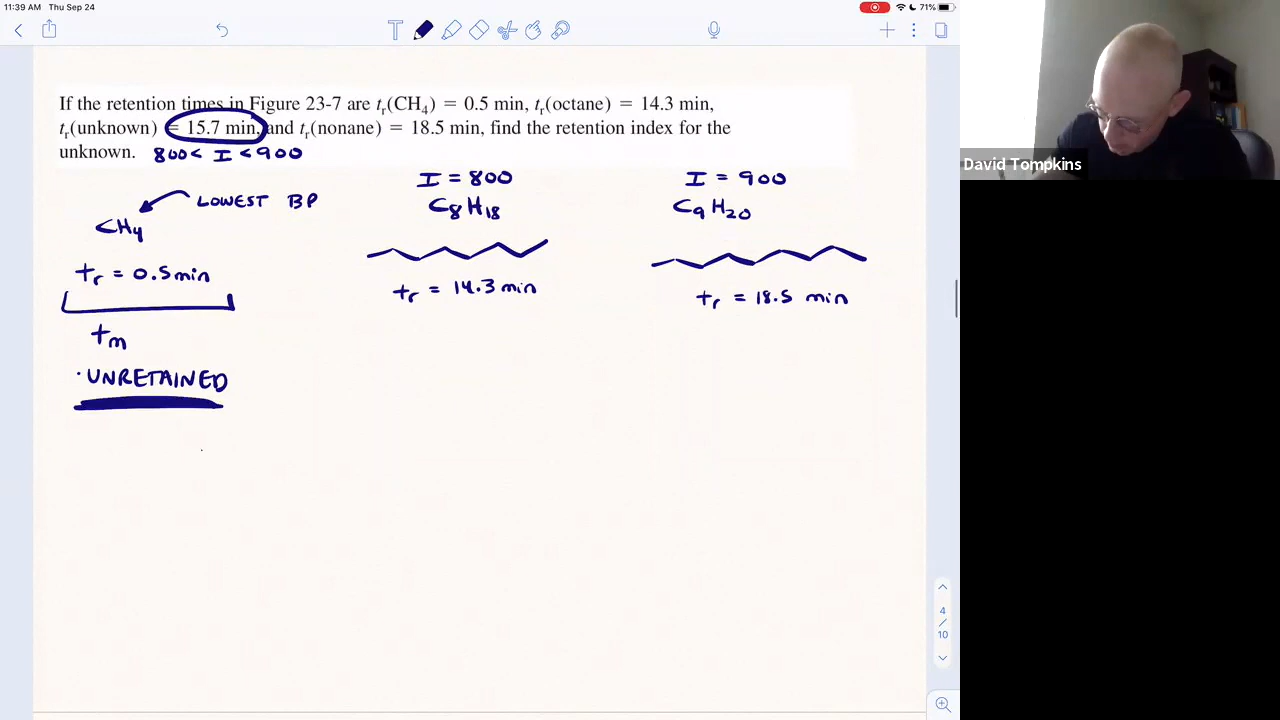 11:39 AM Thu Sep 24
71%
If the retention times in Figure 23-7 are tr(CH4) = 0.5 min, tr(octane) = 14.3 min,
tr(unknown) = 15.7 min, and tr(nonane) = 18.5 min, find the retention index for the
unknown. 800 < I < 900
David Tompkins
LOWEST BP
CH4
tr = 0.5 min
tm
· UNRETAINED
I = 800
C8H18
tr = 14.3 min
I = 900
C9H20
tr = 18.5 min
4
/
10